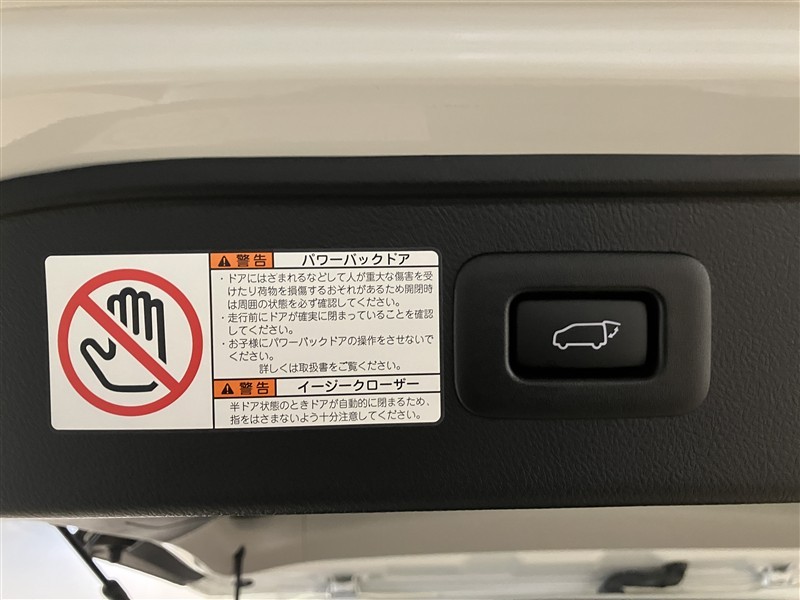 警告 パワーバックドア
・ドアにはさまれるなどして人が重大な傷害を受
けたり荷物を損傷するおそれがあるため開閉時
は周囲の状態を必ず確認してください。
・走行前にドアが確実に閉まっていることを確認
してください。
・お子様にパワーバックドアの操作をさせないで
ください。
詳しくは取扱書をご覧ください。
警告 イージークローザー
半ドア状態のときドアが自動的に閉まるため、
指をはさまないよう十分注意してください。